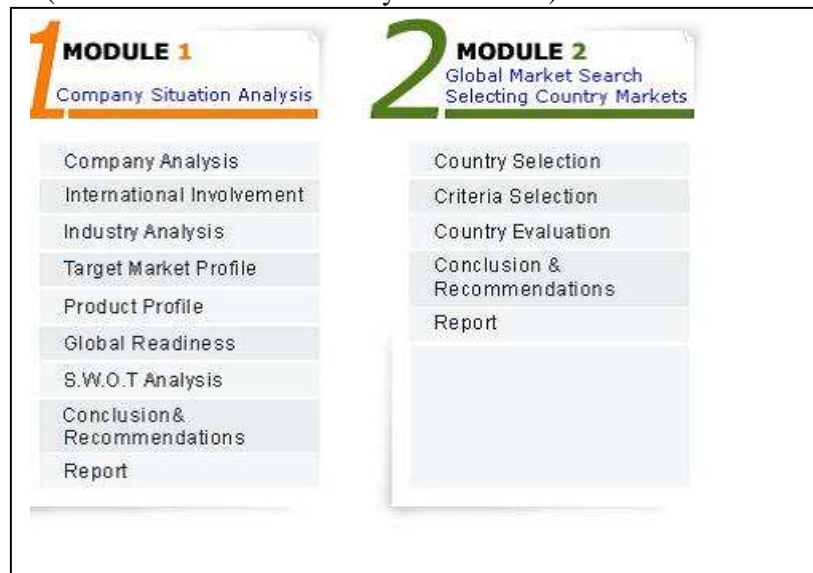 1
MODULE 1
Company Situation Analysis
Company Analysis
International Involvement
Industry Analysis
Target Market Profile
Product Profile
Global Readiness
S.W.O.T Analysis
Conclusion&
Recommendations
Report
2
MODULE 2
Global Market Search
Selecting Country Markets
Country Selection
Criteria Selection
Country Evaluation
Conclusion &
Recommendations
Report